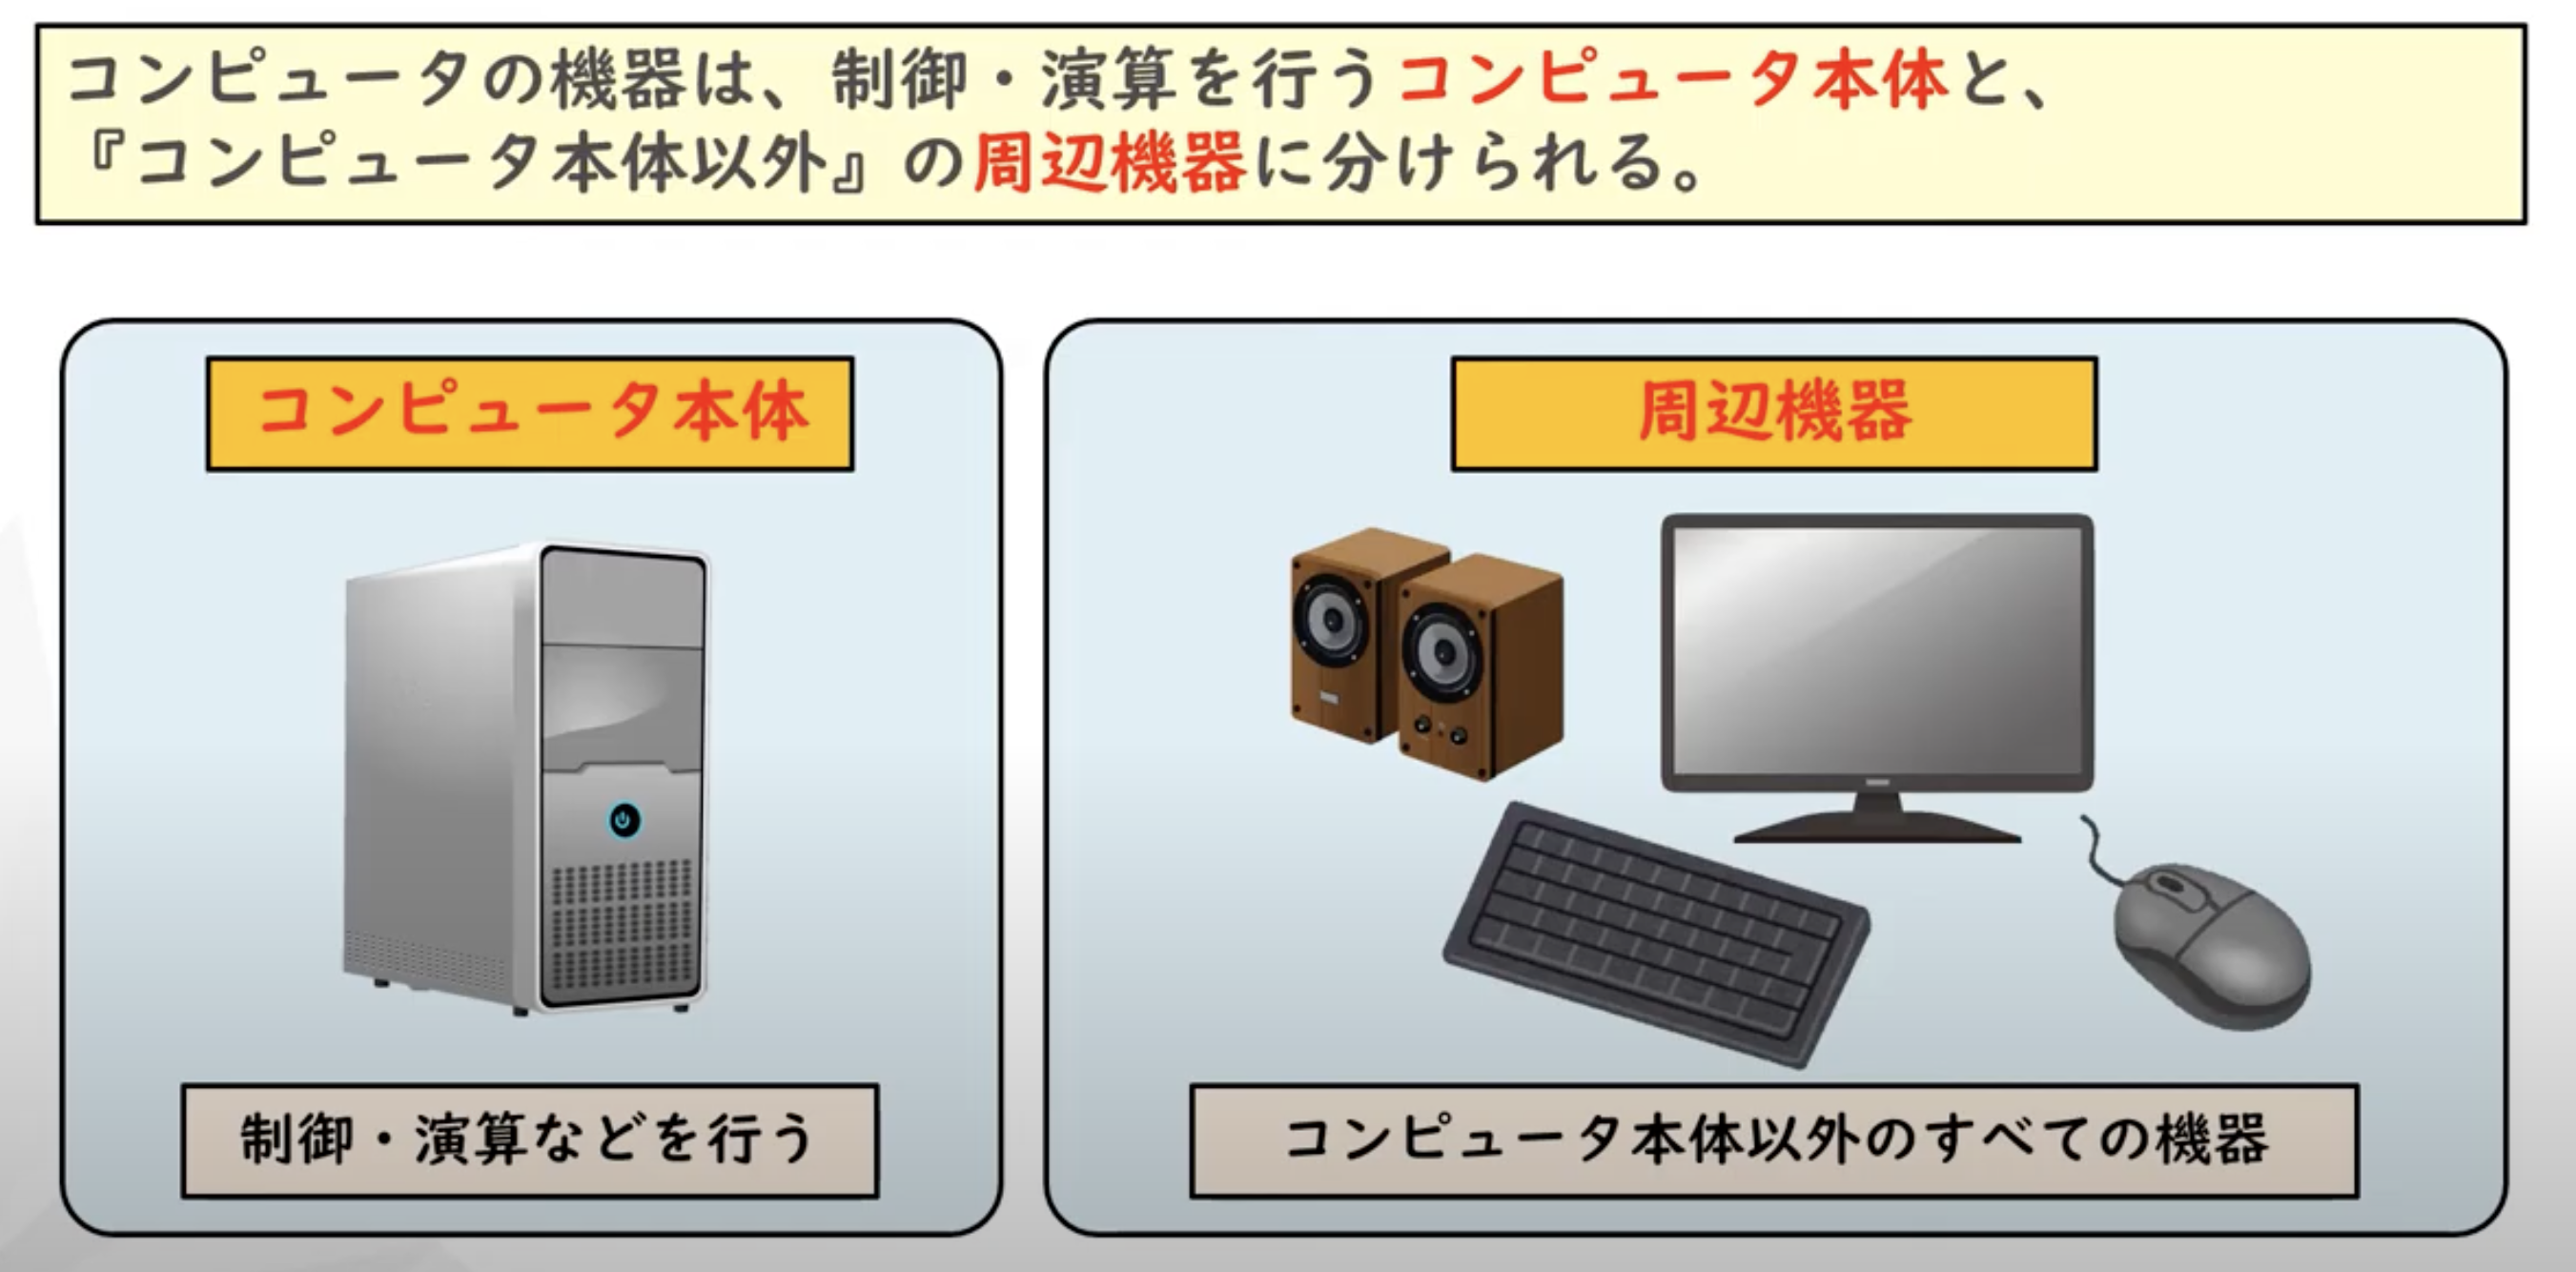 コンピュータの機器は、制御・演算を行うコンピュータ本体と、
『コンピュータ本体以外』の周辺機器に分けられる。
コンピュータ本体
制御・演算などを行う
周辺機器
コンピュータ本体以外のすべての機器